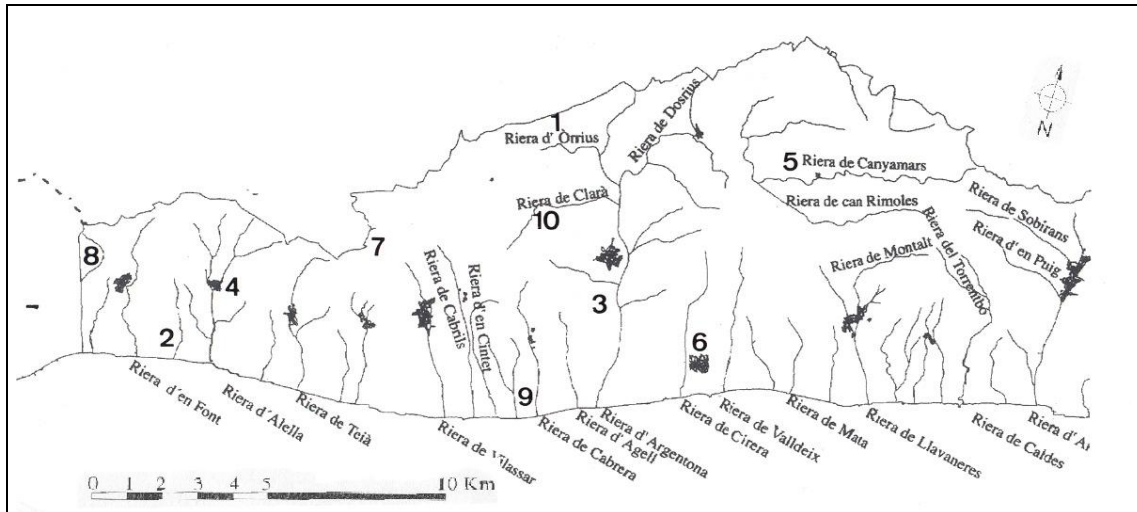 1
Riera d' Òrrius
Riera de Dosrius
N
5 Riera de Canyamars
Riera de Clarà
10
Riera de can Rimoles
Riera de Sobirans
Riera d'en Puig
8
7
Riera de Montalt
Riera del Torrentbó
4
Riera de Cabrils
Riera d'en Cintet
3
2
6
9
Riera d'en Font
Riera d'Alella
Riera de Teià
Riera de Vilassar
Riera de Cabrera
Riera d'Agell
Riera d'Argentona
Riera de Cirera
Riera de Valldeix
Riera de Mata
Riera de Llavaneres
Riera de Caldes
Riera d'A
0 1 2 3 4 5 10 Km